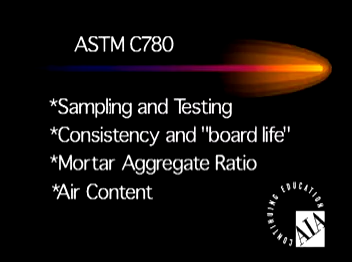 ASTM C780
*Sampling and Testing
*Consistency and "board life"
*Mortar Aggregate Ratio
*Air Content
CONTINUING EDUCATION
AIA